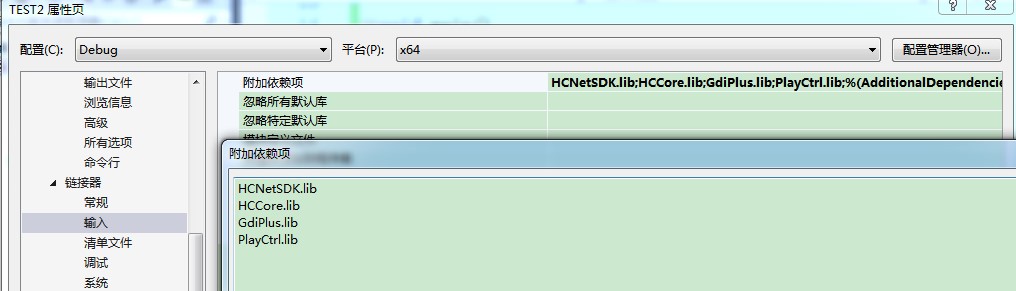 TEST2 属性页
配置(C): Debug 平台(P): x64 配置管理器(O)...
输出文件
浏览信息
高级
所有选项
命令行
链接器
常规
输入
清单文件
调试
系统
附加依赖项 HCNetSDK.lib;HCCore.lib;GdiPlus.lib;PlayCtrl.lib;%(AdditionalDependencie
忽略所有默认库
忽略特定默认库
附加依赖项
HCNetSDK.lib
HCCore.lib
GdiPlus.lib
PlayCtrl.lib